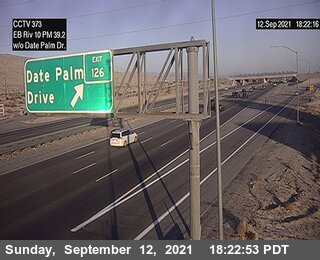 CCTV 373
EB Riv 10 PM 39.2
w/o Date Palm Dr.
12.Sep 2021 18:22:16
EXIT
126
Date Palm
Drive
Sunday, September 12, 2021 18:22:53 PDT